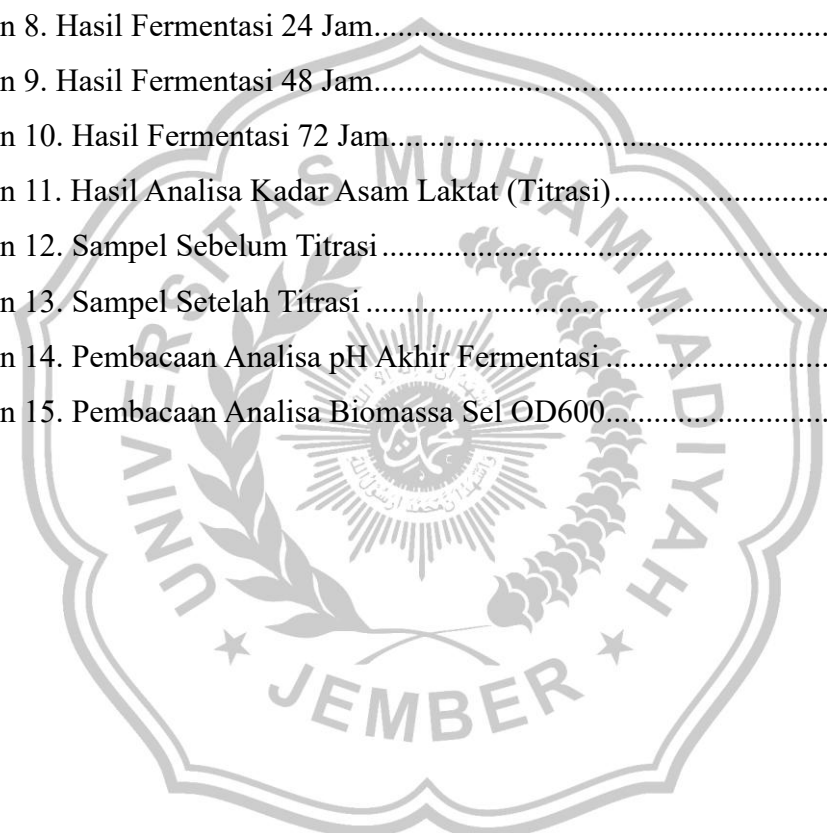 n 8. Hasil Fermentasi 24 Jam..........................................................
n 9. Hasil Fermentasi 48 Jam..........................................................
n 10. Hasil Fermentasi 72 Jam........................................................
n 11. Hasil Analisa Kadar Asam Laktat (Titrasi)............................
n 12. Sampel Sebelum Titrasi.........................................................
n 13. Sampel Setelah Titrasi...........................................................
n 14. Pembacaan Analisa pH Akhir Fermentasi.............................
n 15. Pembacaan Analisa Biomassa Sel OD600.............................
UNIVERSITAS MUHAMMADIYAH
JEMBER